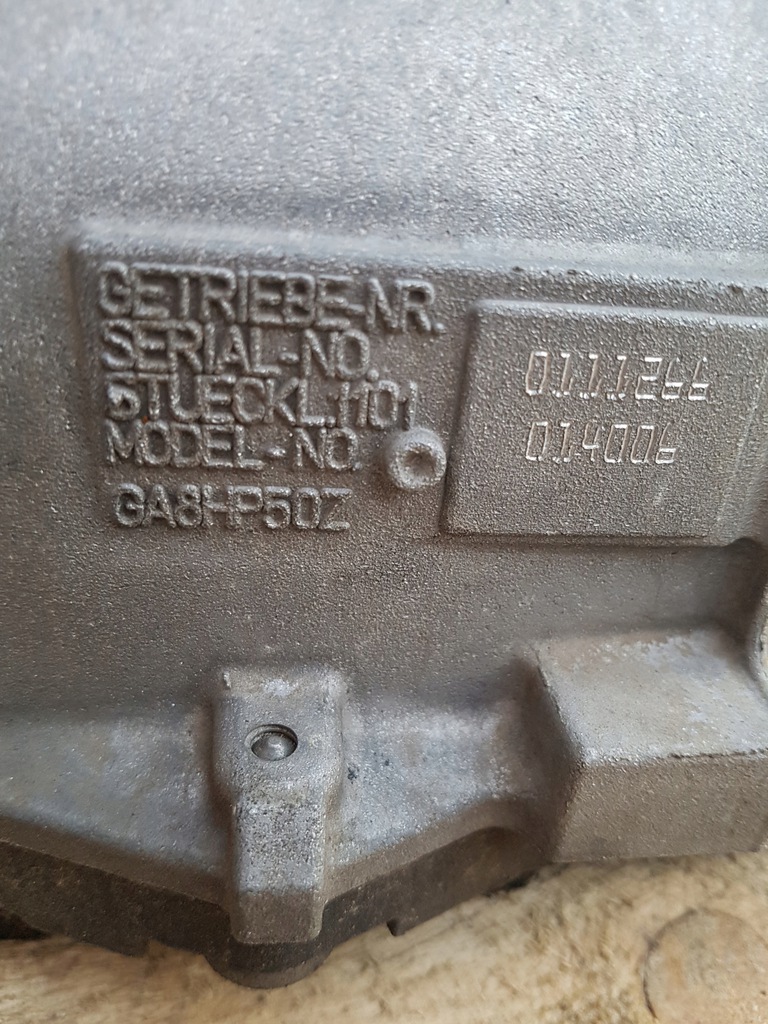 GETRIEBE-NR.
SERIAL-NO.
STUECKL.1101
MODEL-NO.
GA8HP50Z
0111266
014006